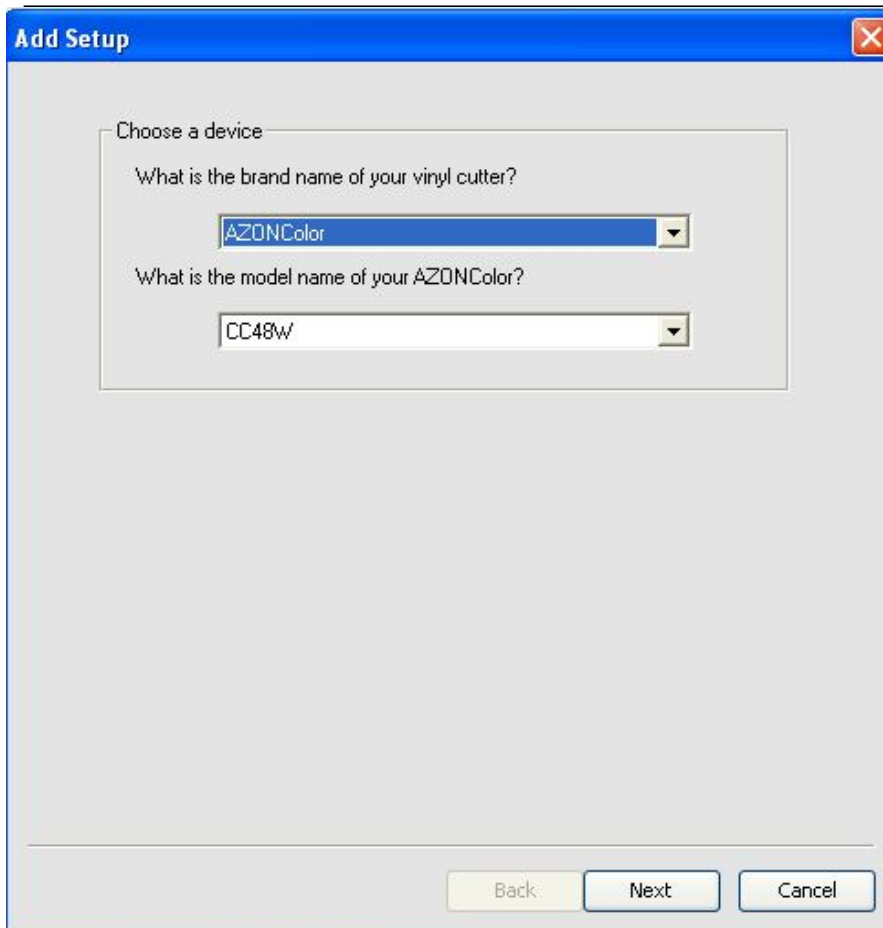 Add Setup
Choose a device
What is the brand name of your vinyl cutter?
AZONColor
What is the model name of your AZONColor?
CC48W
Back Next Cancel